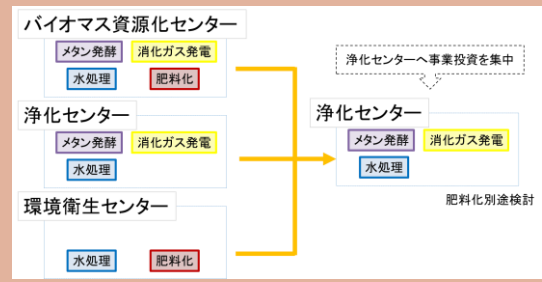 バイオマス資源化センター
メタン発酵 消化ガス発電
水処理 肥料化
浄化センター
メタン発酵 消化ガス発電
水処理
環境衛生センター
水処理 肥料化
浄化センターへ事業投資を集中
浄化センター
メタン発酵 消化ガス発電
水処理
肥料化別途検討